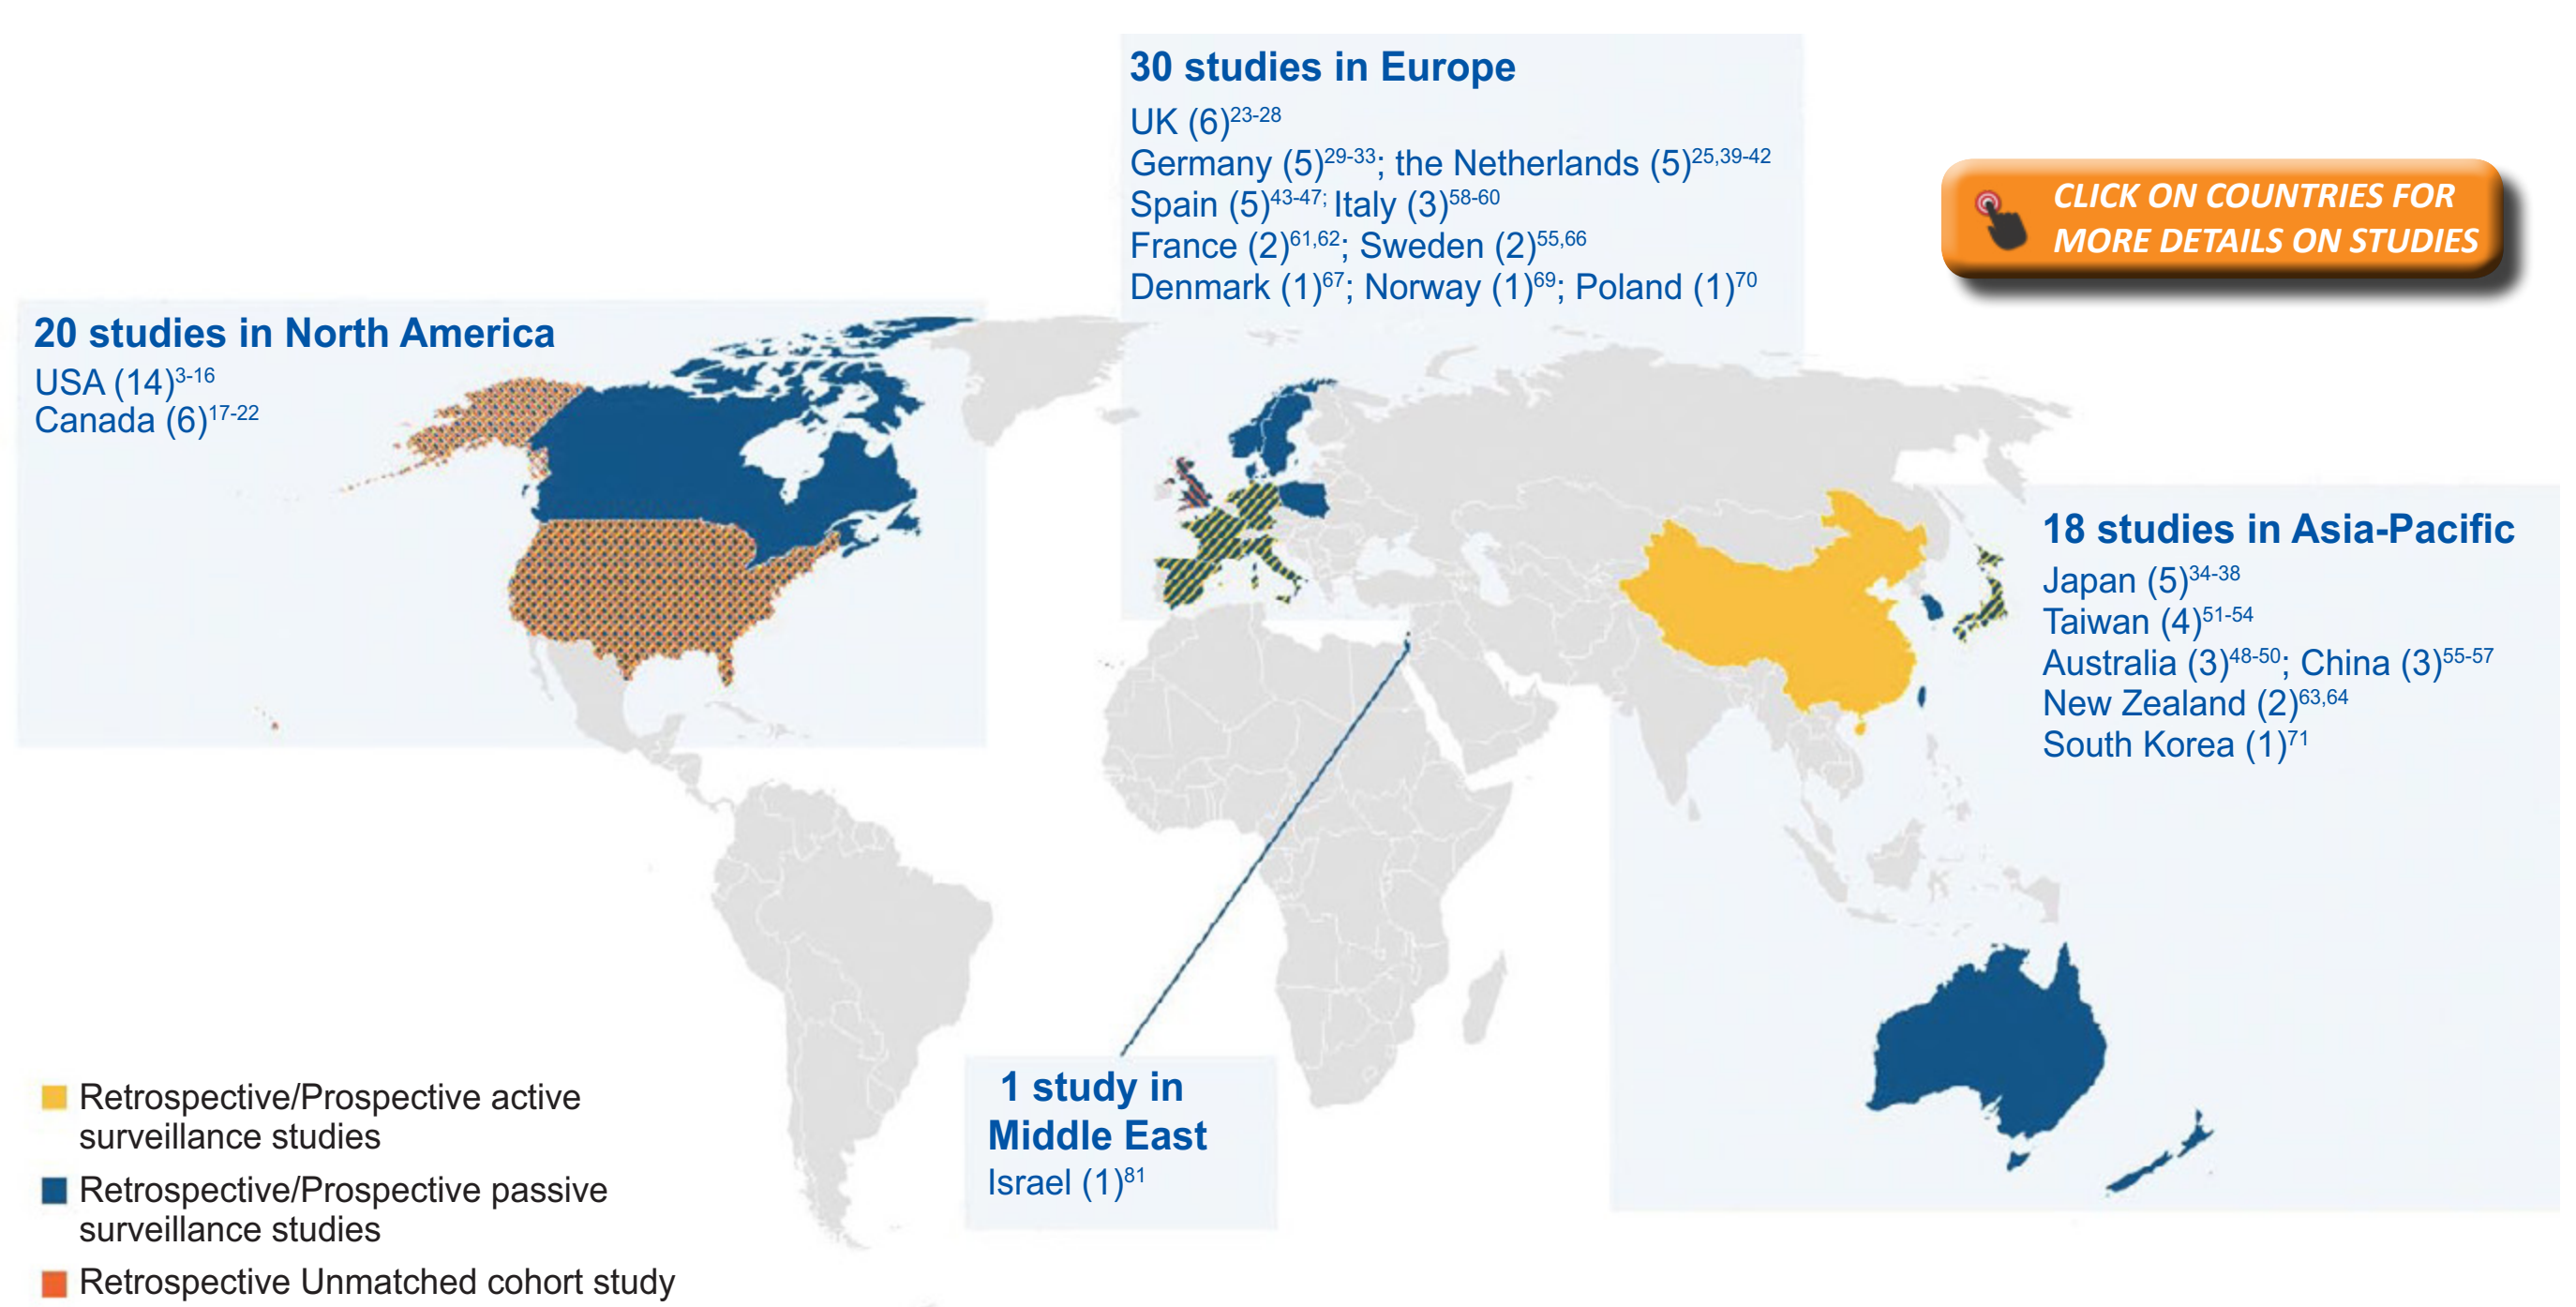 30 studies in Europe
UK (6)23-28
Germany (5)29-33; the Netherlands (5)25,39-42
Spain (5)43-47; Italy (3)58-60
France (2)61,62; Sweden (2)55,66
Denmark (1)67; Norway (1)69; Poland (1)70
CLICK ON COUNTRIES FOR
MORE DETAILS ON STUDIES
20 studies in North America
USA (14)3-16
Canada (6)17-22
18 studies in Asia-Pacific
Japan (5)34-38
Taiwan (4)51-54
Australia (3)48-50; China (3)55-57
New Zealand (2)63,64
South Korea (1)71
1 study in
Middle East
Israel (1)81
Retrospective/Prospective active
surveillance studies
Retrospective/Prospective passive
surveillance studies
Retrospective Unmatched cohort study